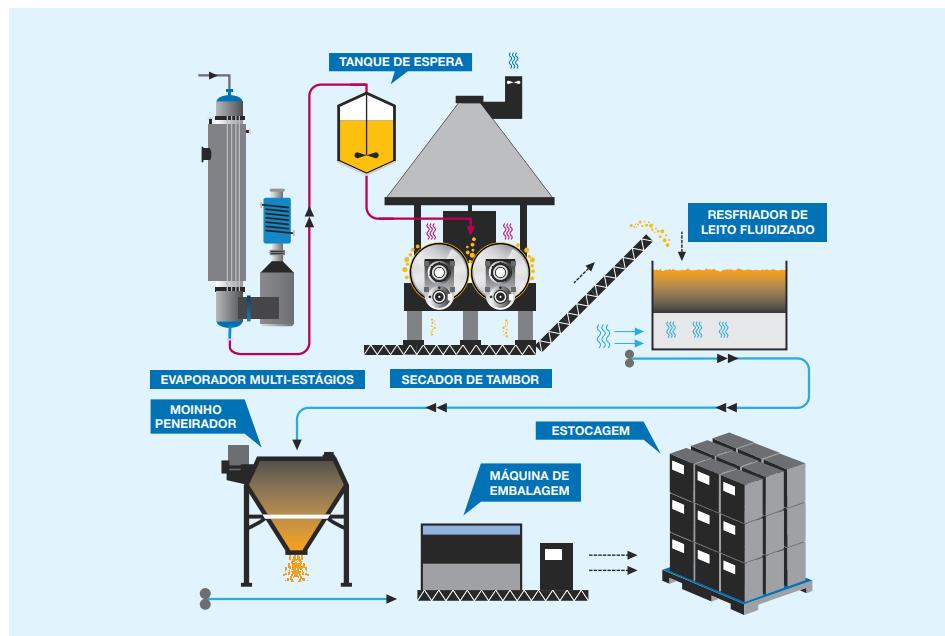 TANQUE DE ESPERA
RESFRIADOR DE
LEITO FLUIDIZADO
EVAPORADOR MULTI-ESTÁGIOS
SECADOR DE TAMBOR
MOINHO
PENEIRADOR
ESTOCAGEM
MÁQUINA DE
EMBALAGEM